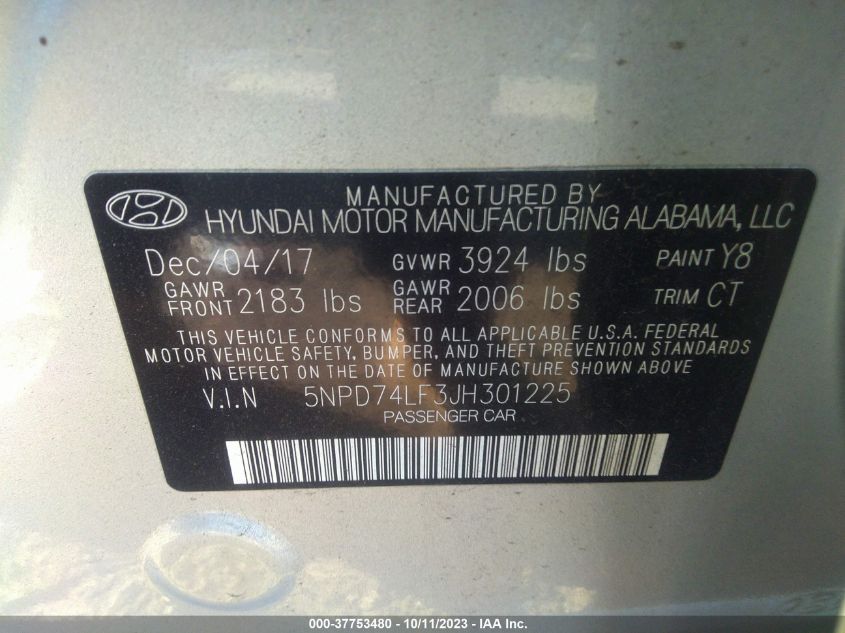 MANUFACTURED BY
HYUNDAI MOTOR MANUFACTURING ALABAMA, LLC
Dec/04/17 GVWR 3924 lbs PAINT Y8
GAWR FRONT 2183 lbs GAWR REAR 2006 lbs TRIM CT
THIS VEHICLE CONFORMS TO ALL APPLICABLE U.S.A. FEDERAL
MOTOR VEHICLE SAFETY, BUMPER, AND THEFT PREVENTION STANDARDS
IN EFFECT ON THE DATE OF MANUFACTURE SHOWN ABOVE
V.I.N 5NPD74LF3JH301225
PASSENGER CAR
000-37753480 - 10/11/2023 - IAA Inc.